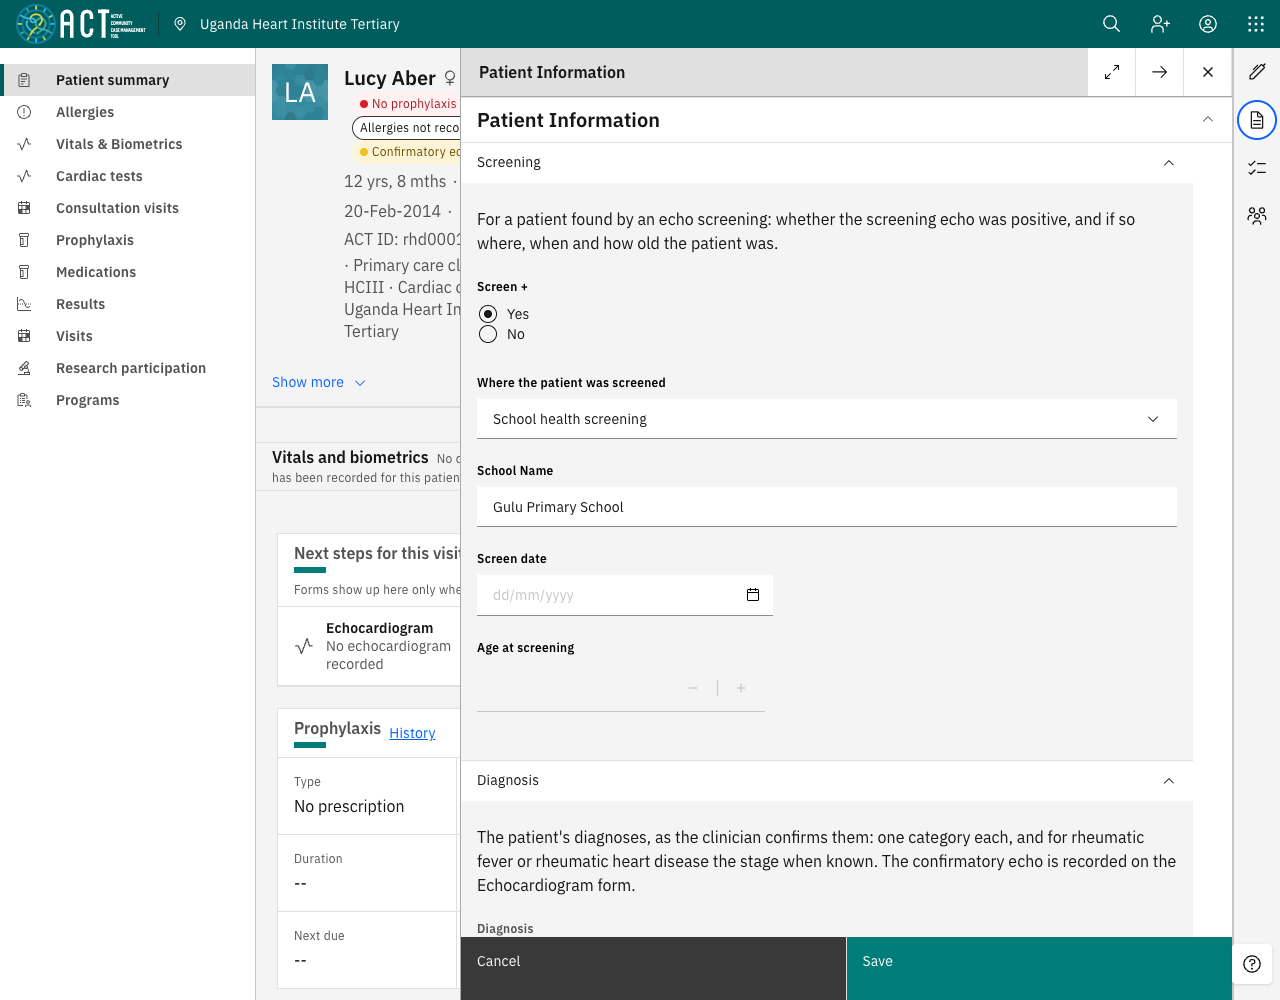 ACT ACTIVE COMMUNITY CASE MANAGEMENT TOOL
Uganda Heart Institute Tertiary
Patient summary
Allergies
Vitals & Biometrics
Cardiac tests
Consultation visits
Prophylaxis
Medications
Results
Visits
Research participation
Programs
LA
Lucy Aber
No prophylaxis
Allergies not reco
Confirmatory ec
12 yrs, 8 mths ·
20-Feb-2014 ·
ACT ID: rhd0001
· Primary care cl
HCIII · Cardiac c
Uganda Heart In
Tertiary
Show more
Vitals and biometrics No d
has been recorded for this patien
Next steps for this visit
Forms show up here only whe
Echocardiogram
No echocardiogram
recorded
Prophylaxis History
Type
No prescription
Duration
--
Next due
--
Patient Information
Patient Information
Screening
For a patient found by an echo screening: whether the screening echo was positive, and if so
where, when and how old the patient was.
Screen +
Yes
No
Where the patient was screened
School health screening
School Name
Gulu Primary School
Screen date
dd/mm/yyyy
Age at screening
Diagnosis
The patient's diagnoses, as the clinician confirms them: one category each, and for rheumatic
fever or rheumatic heart disease the stage when known. The confirmatory echo is recorded on the
Echocardiogram form.
Diagnosis
Cancel
Save